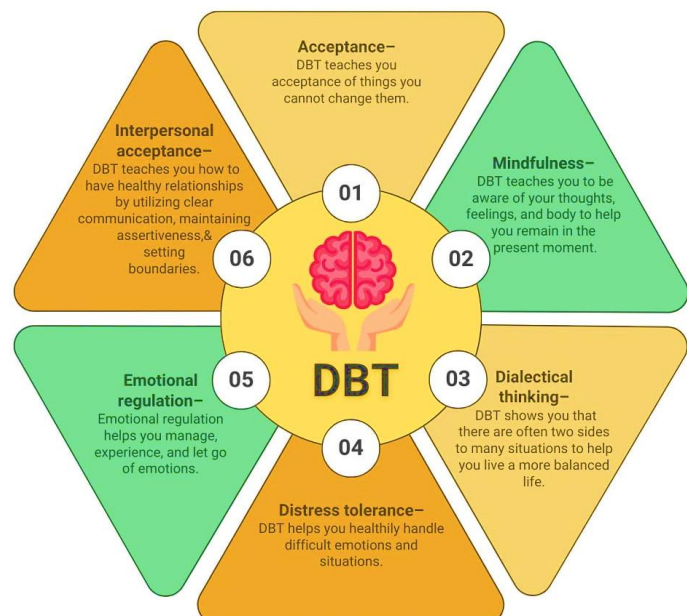 Acceptance–
DBT teaches you
acceptance of things you
cannot change them.
01
Mindfulness–
DBT teaches you to be
aware of your thoughts,
feelings, and body to help
you remain in the
present moment.
02
Dialectical
thinking–
DBT shows you that
there are often two sides
to many situations to help
you live a more balanced
life.
03
Distress tolerance–
DBT helps you healthily handle
difficult emotions and
situations.
04
Emotional
regulation–
Emotional regulation
helps you manage,
experience, and let go
of emotions.
05
Interpersonal
acceptance–
DBT teaches you how to
have healthy relationships
by utilizing clear
communication, maintaining
assertiveness,&
setting
boundaries.
06
DBT